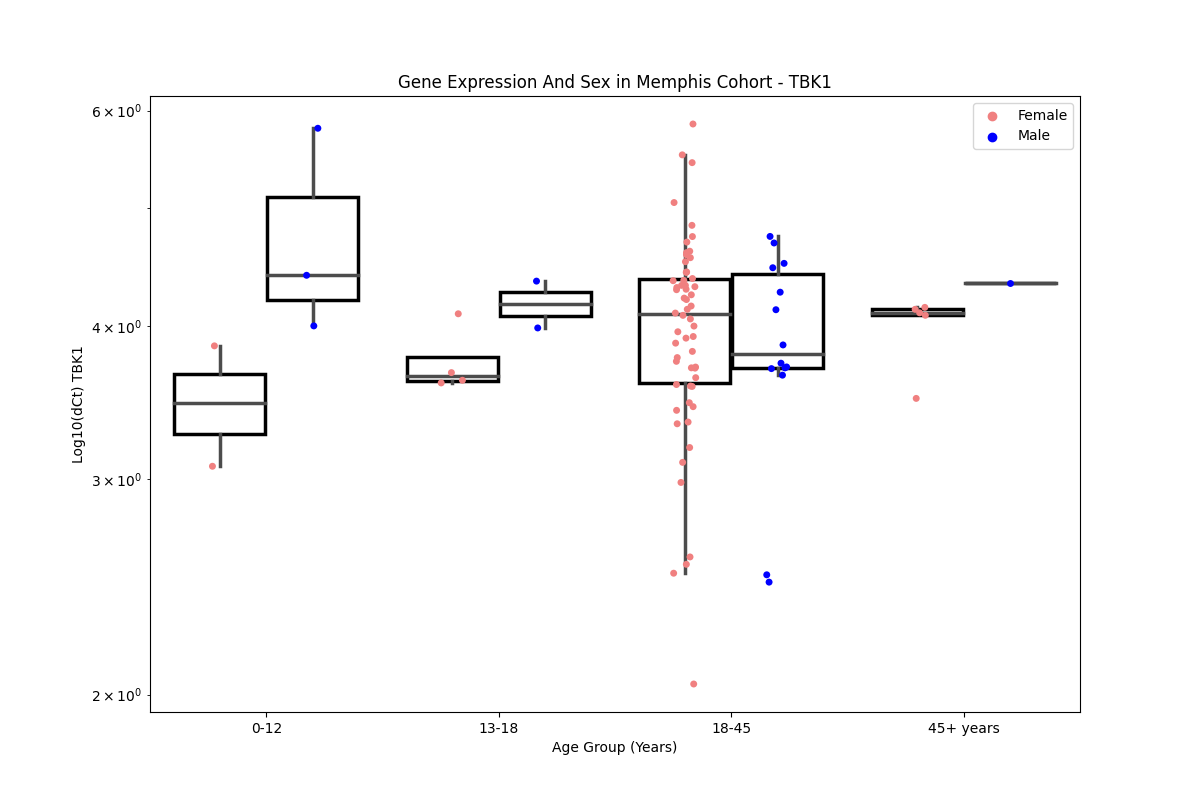 Gene Expression And Sex in Memphis Cohort - TBK1
Female
Male
6 × 10⁰
4 × 10⁰
3 × 10⁰
2 × 10⁰
Log10(dCt) TBK1
0-12
13-18
18-45
45+ years
Age Group (Years)